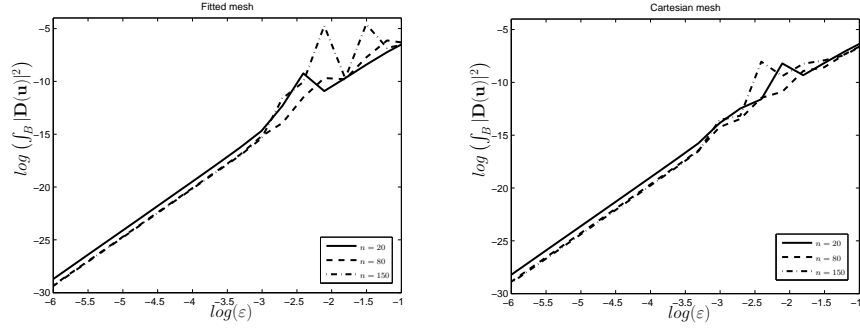 Fitted mesh
log (∫_B |D(u)|²)
−5
−10
−15
−20
−25
−30
−6 −5.5 −5 −4.5 −4 −3.5 −3 −2.5 −2 −1.5 −1
log(ε)
n = 20
n = 80
n = 150
Cartesian mesh
log (∫_B |D(u)|²)
−5
−10
−15
−20
−25
−30
−6 −5.5 −5 −4.5 −4 −3.5 −3 −2.5 −2 −1.5 −1
log(ε)
n = 20
n = 80
n = 150